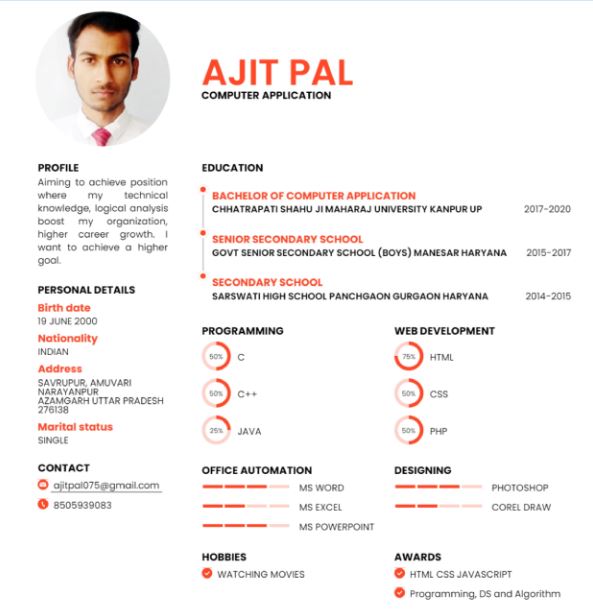 AJIT PAL
COMPUTER APPLICATION
PROFILE
Aiming to achieve position
where my technical
knowledge, logical analysis
boost my organization,
higher career growth. I
want to achieve a higher
goal.
PERSONAL DETAILS
Birth date
19 JUNE 2000
Nationality
INDIAN
Address
SAVRUPUR, AMUVARI
NARAYANPUR
AZAMGARH UTTAR PRADESH
276138
Marital status
SINGLE
CONTACT
ajitpal075@gmail.com
8505939083
EDUCATION
BACHELOR OF COMPUTER APPLICATION
CHHATRAPATI SHAHU JI MAHARAJ UNIVERSITY KANPUR UP 2017-2020
SENIOR SECONDARY SCHOOL
GOVT SENIOR SECONDARY SCHOOL (BOYS) MANESAR HARYANA 2015-2017
SECONDARY SCHOOL
SARSWATI HIGH SCHOOL PANCHGAON GURGAON HARYANA 2014-2015
PROGRAMMING
50% C
50% C++
25% JAVA
WEB DEVELOPMENT
75% HTML
50% CSS
50% PHP
OFFICE AUTOMATION
MS WORD
MS EXCEL
MS POWERPOINT
DESIGNING
PHOTOSHOP
COREL DRAW
HOBBIES
WATCHING MOVIES
AWARDS
HTML CSS JAVASCRIPT
Programming, DS and Algorithm